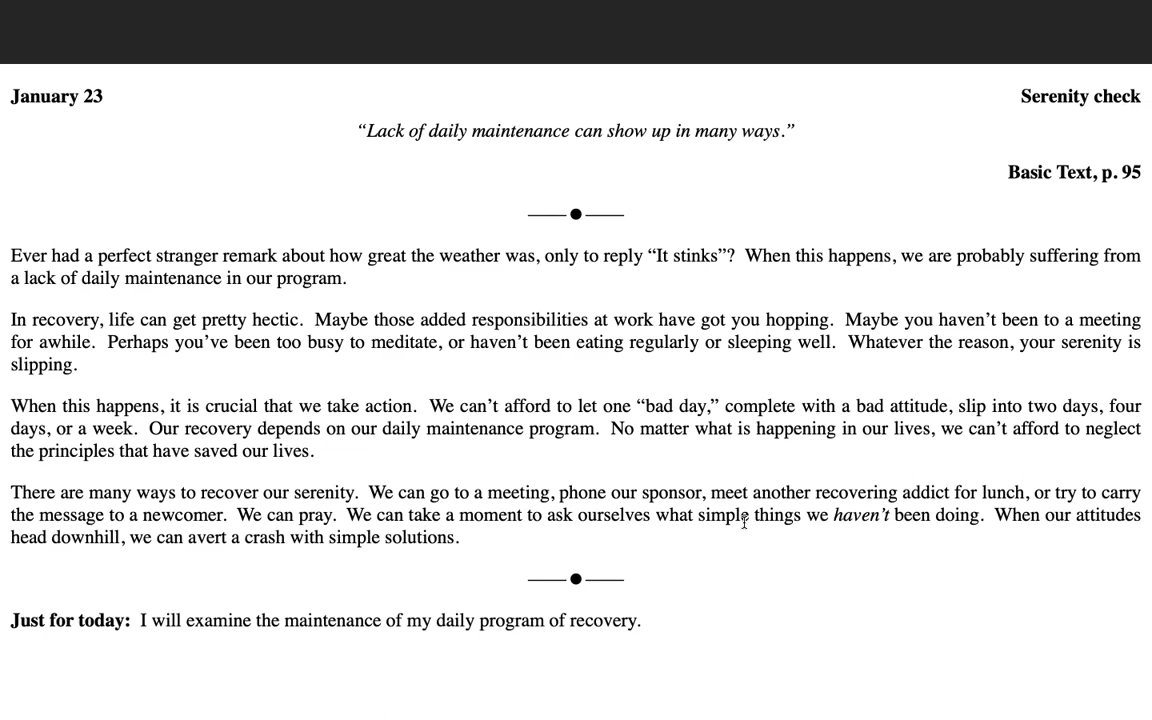 January 23
Serenity check
“Lack of daily maintenance can show up in many ways.”
Basic Text, p. 95
Ever had a perfect stranger remark about how great the weather was, only to reply “It stinks”? When this happens, we are probably suffering from
a lack of daily maintenance in our program.
In recovery, life can get pretty hectic. Maybe those added responsibilities at work have got you hopping. Maybe you haven’t been to a meeting
for awhile. Perhaps you’ve been too busy to meditate, or haven’t been eating regularly or sleeping well. Whatever the reason, your serenity is
slipping.
When this happens, it is crucial that we take action. We can’t afford to let one “bad day,” complete with a bad attitude, slip into two days, four
days, or a week. Our recovery depends on our daily maintenance program. No matter what is happening in our lives, we can’t afford to neglect
the principles that have saved our lives.
There are many ways to recover our serenity. We can go to a meeting, phone our sponsor, meet another recovering addict for lunch, or try to carry
the message to a newcomer. We can pray. We can take a moment to ask ourselves what simple things we haven’t been doing. When our attitudes
head downhill, we can avert a crash with simple solutions.
Just for today: I will examine the maintenance of my daily program of recovery.